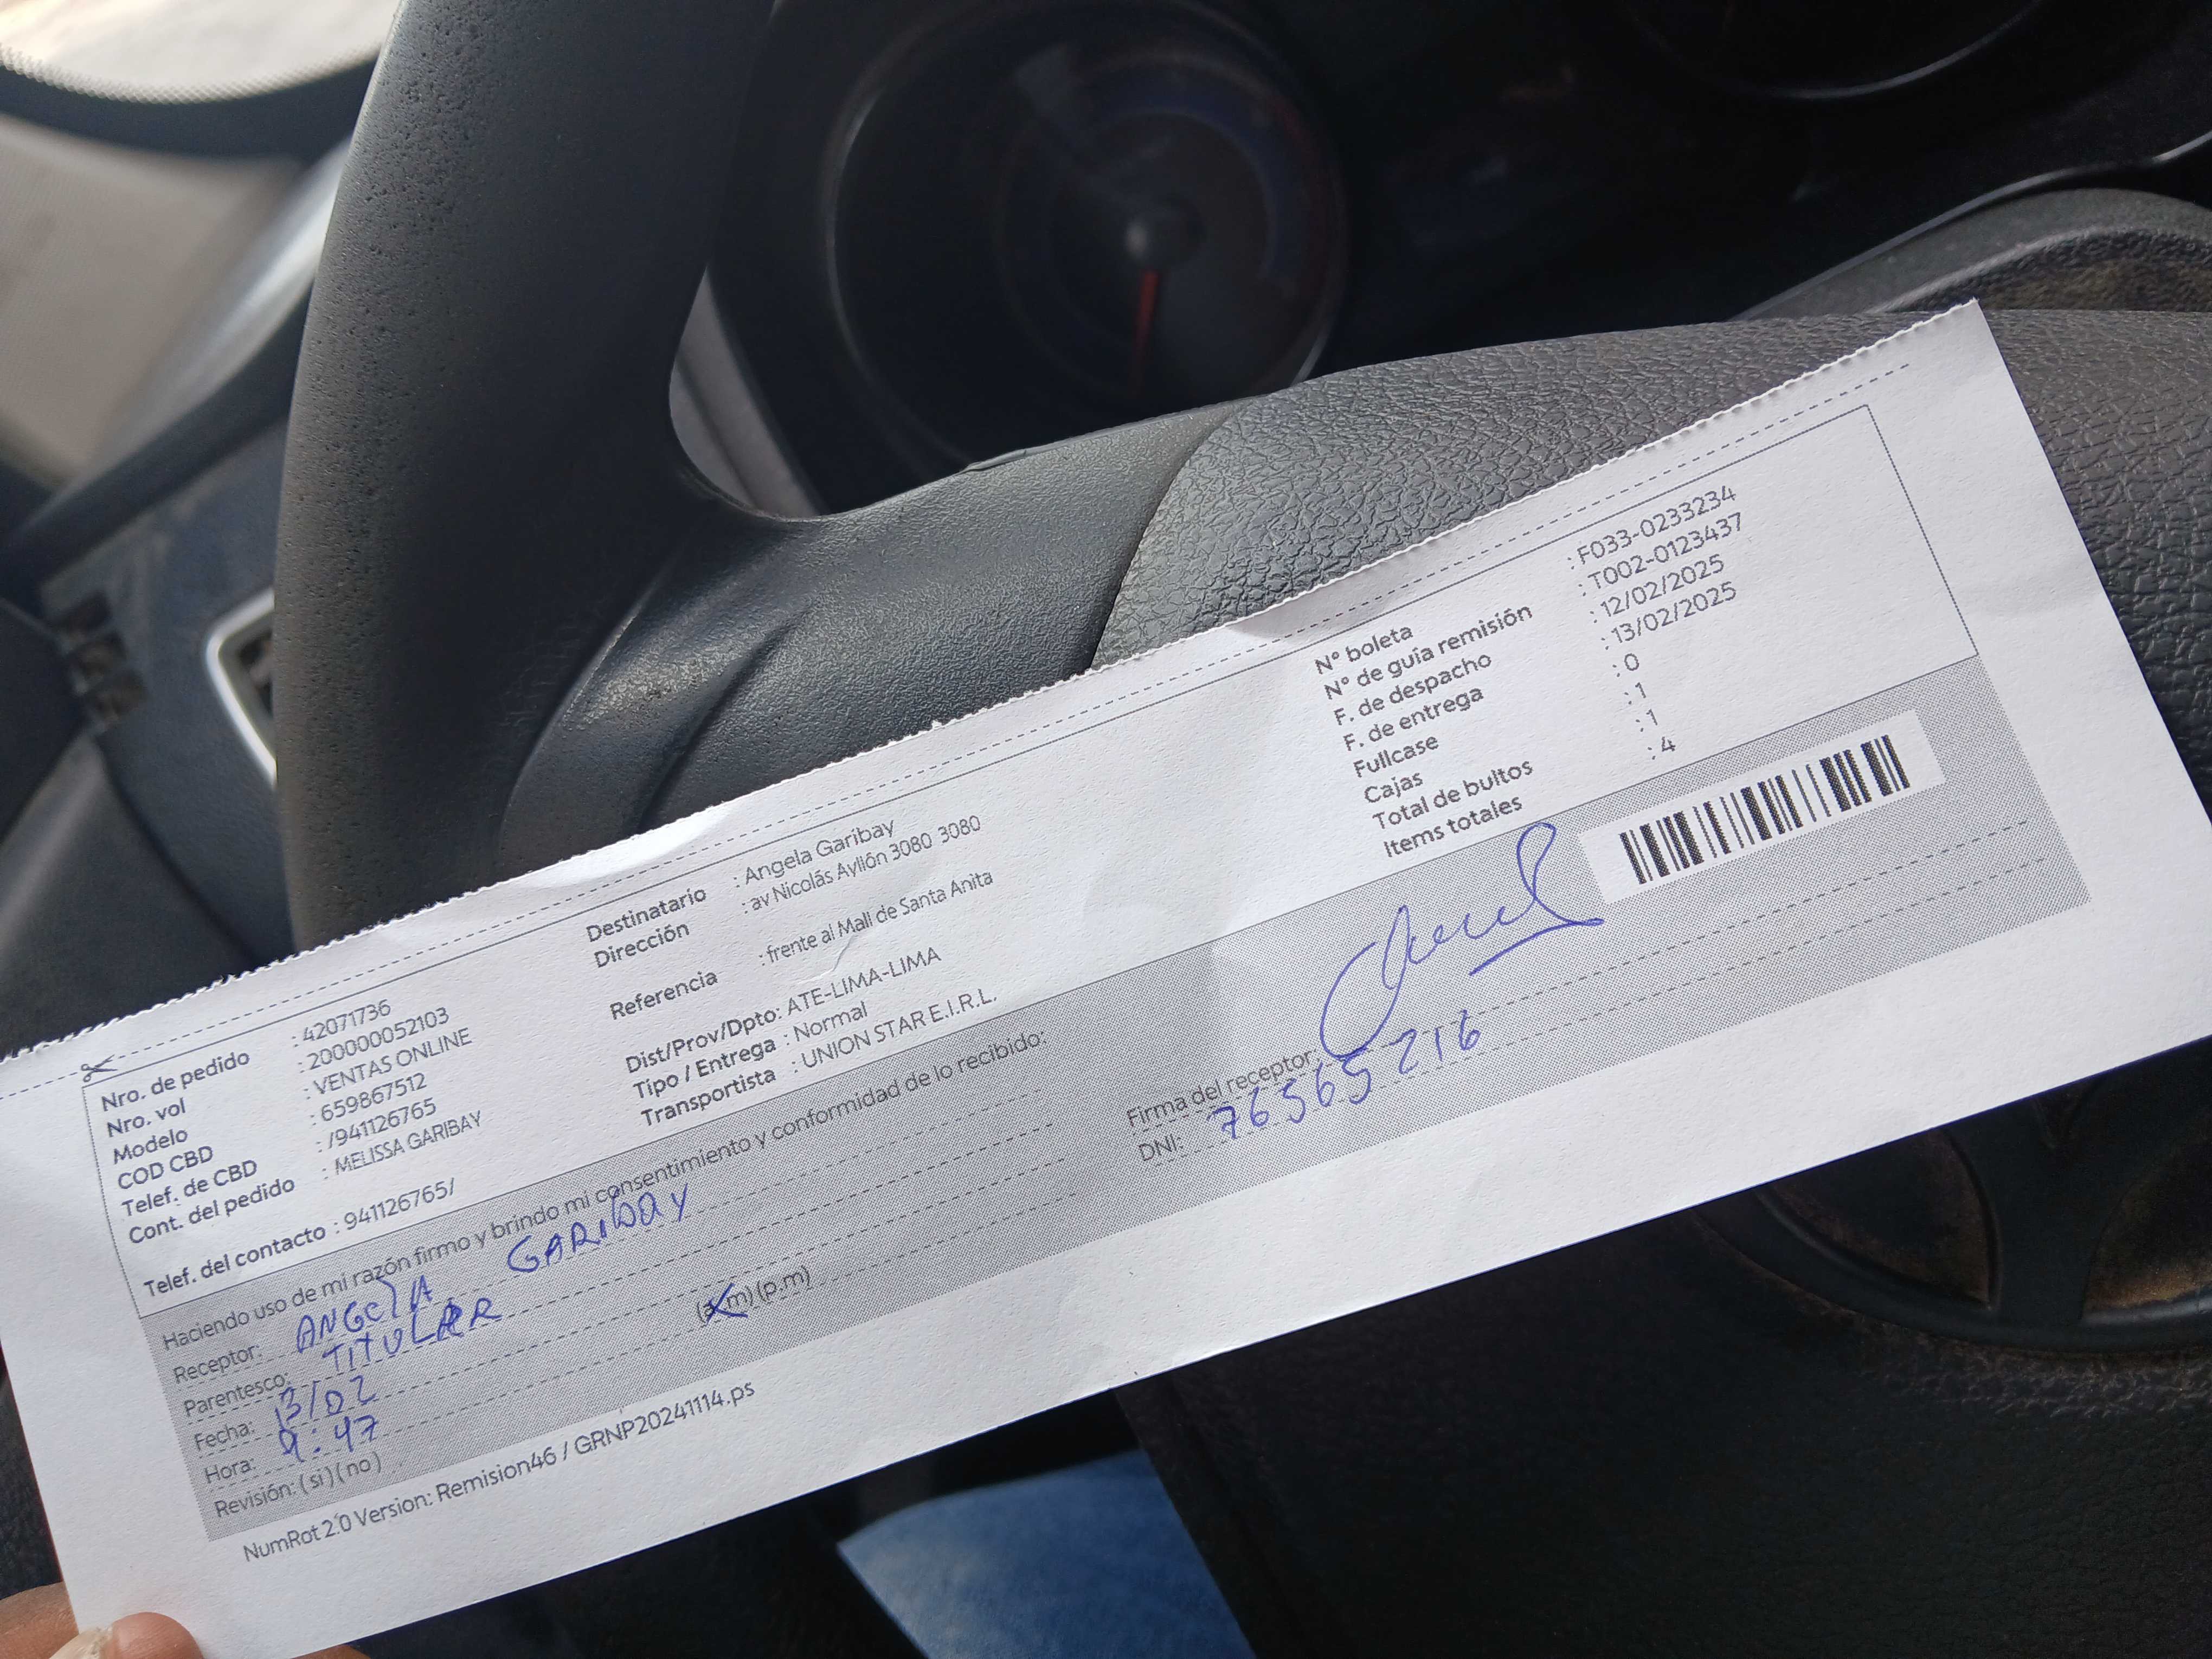 Nro. de pedido : 42071736
Nro. vol : 200000052103
Modelo : VENTAS ONLINE
COD CBD : 659867512
Telef. de CBD : /941126765
Cont. del pedido : MELISSA GARIBAY
Telef. del contacto : 941126765/
Destinatario : Angela Garibay
Dirección : av Nicolás Ayllón 3080 3080
Referencia : frente al Mall de Santa Anita
Dist/Prov/Dpto: ATE-LIMA-LIMA
Tipo / Entrega : Normal
Transportista : UNION STAR E.I.R.L.
N° boleta : F033-0233234
N° de guia remisión : T002-0123437
F. de despacho : 12/02/2025
F. de entrega : 13/02/2025
Fullcase : 0
Cajas : 1
Total de bultos : 1
Items totales : 4
Haciendo uso de mi razón firmo y brindo mi consentimiento y conformidad de lo recibido:
Receptor: ANGElA GARIBAY
Parentesco: TITULAR
Fecha: 13/02
Hora: 9:47 (a.m) (p.m)
Revisión: (si) (no)
Firma del receptor:
DNI: 76565216
NumRot 2.0 Version: Remision46 / GRNP20241114.ps